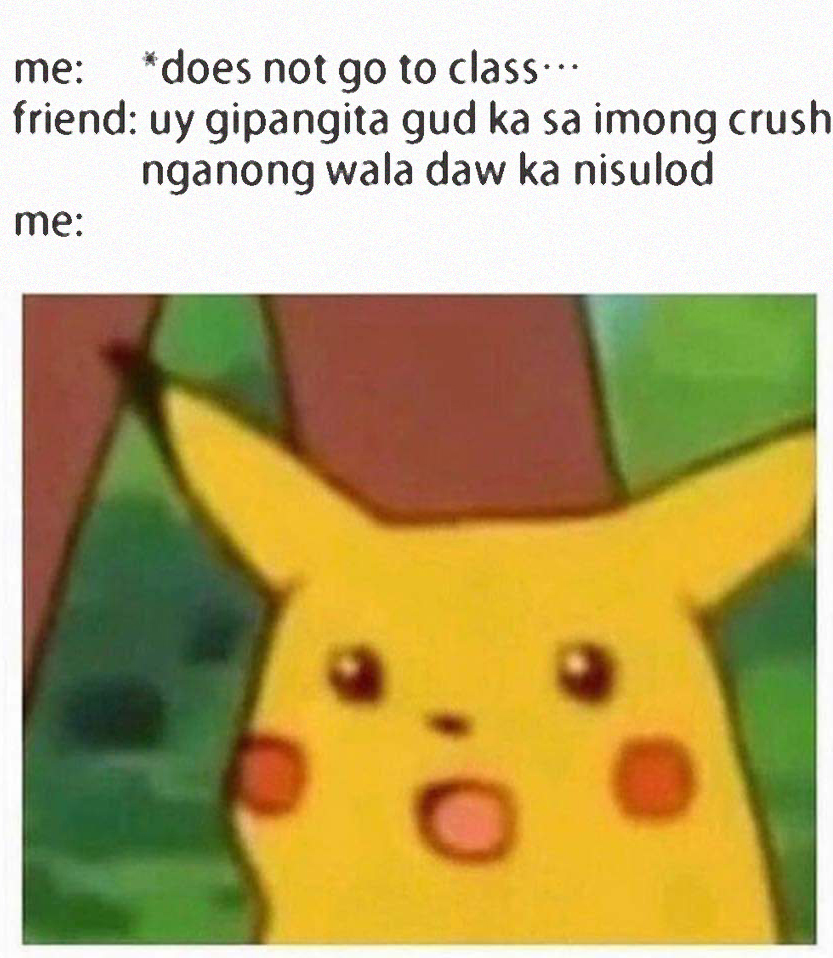 me: *does not go to class...
friend: uy gipangita gud ka sa imong crush
nganong wala daw ka nisulod
me: